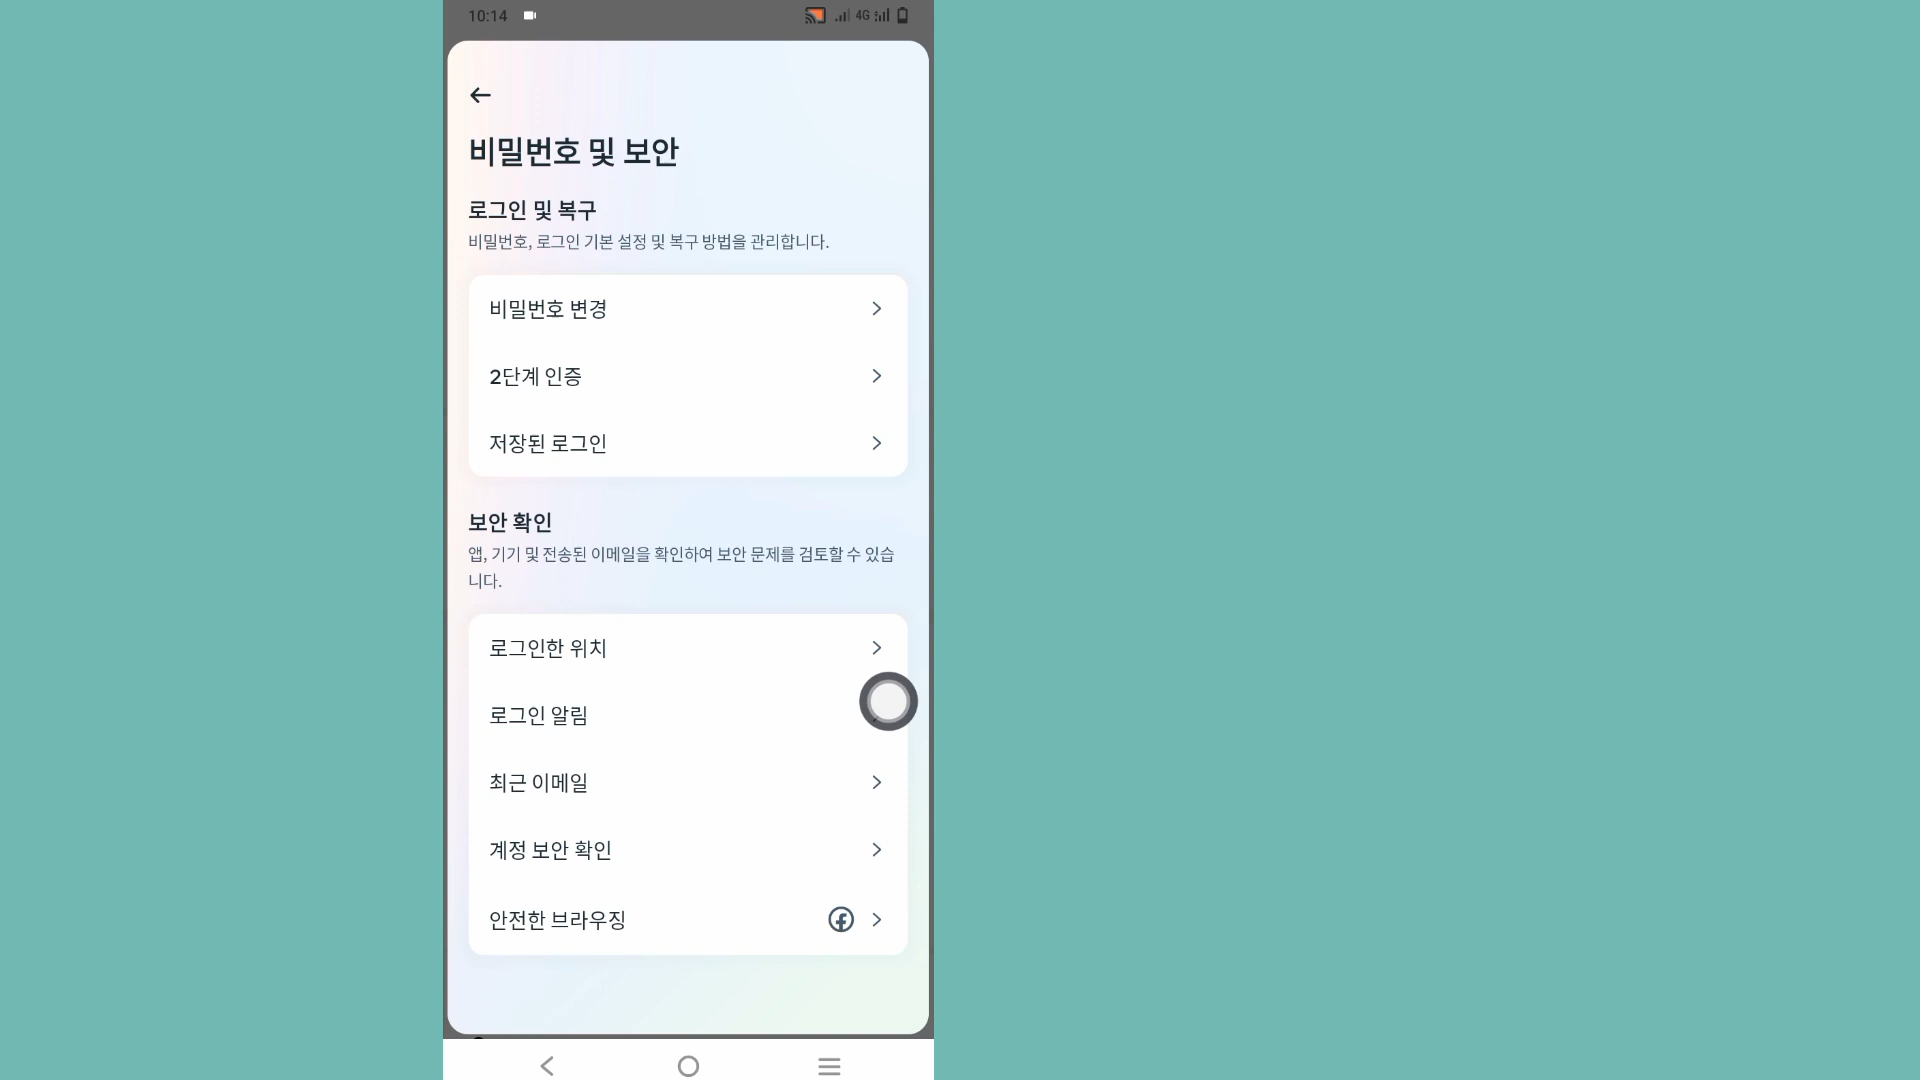 10:14
4G
비밀번호 및 보안
로그인 및 복구
비밀번호, 로그인 기본 설정 및 복구 방법을 관리합니다.
비밀번호 변경
2단계 인증
저장된 로그인
보안 확인
앱, 기기 및 전송된 이메일을 확인하여 보안 문제를 검토할 수 있습
니다.
로그인한 위치
로그인 알림
최근 이메일
계정 보안 확인
안전한 브라우징